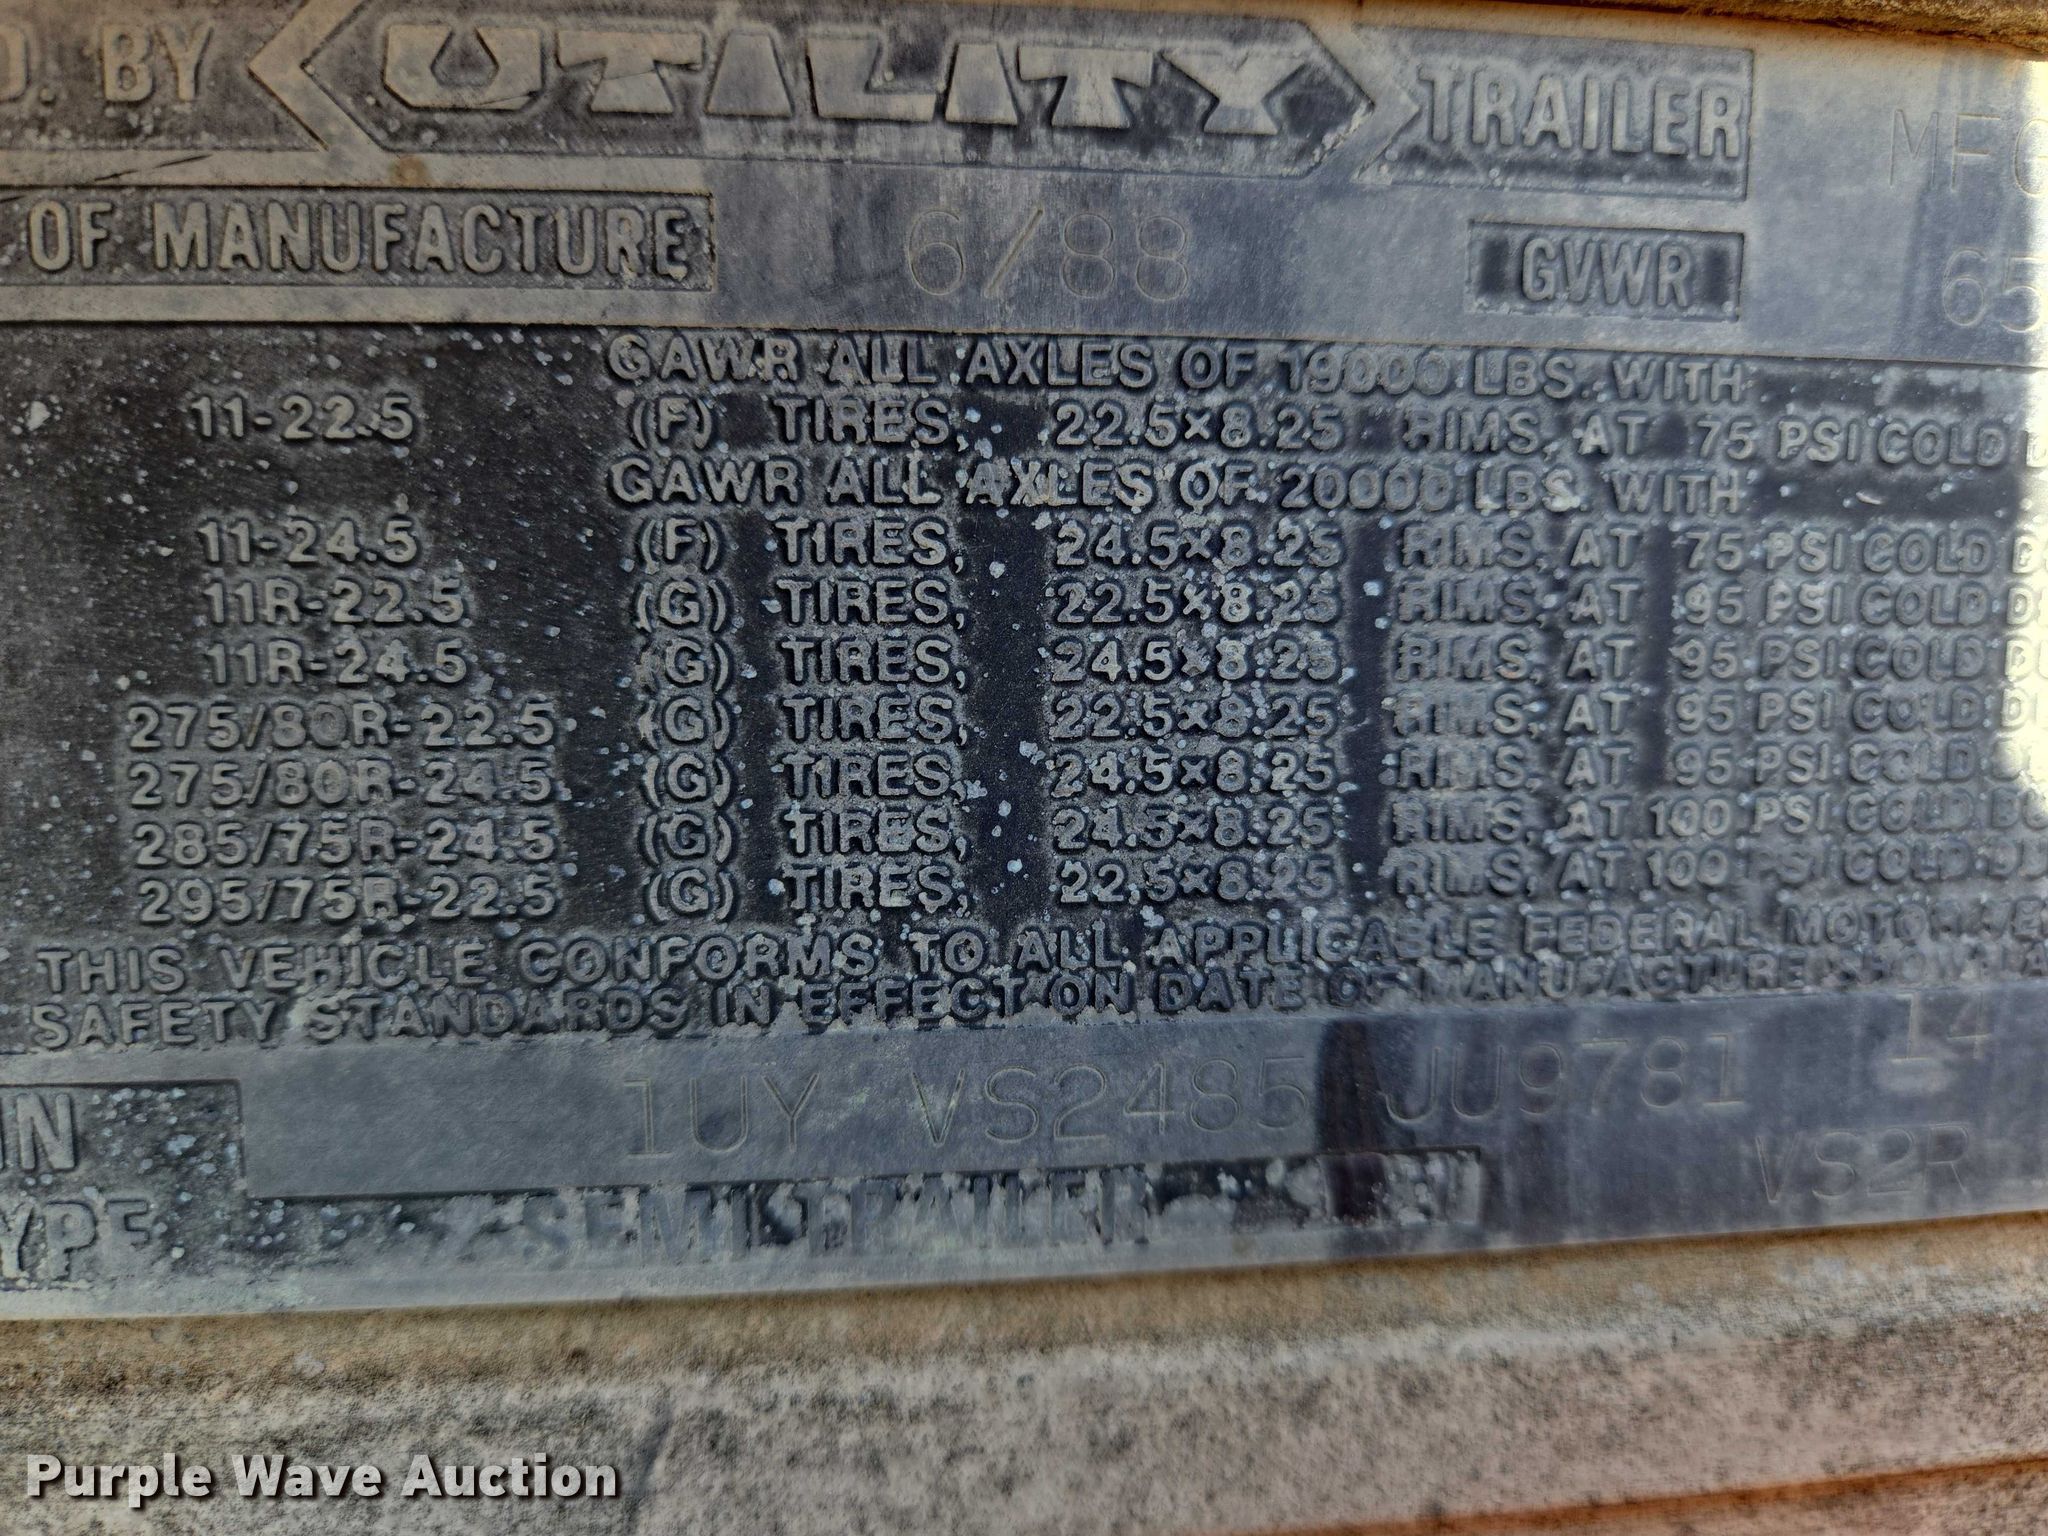 D. BY UTILITY TRAILER MFG
OF MANUFACTURE 6/88 GVWR 65
GAWR ALL AXLES OF 19000 LBS. WITH
11-22.5 (F) TIRES, 22.5×8.25 RIMS, AT 75 PSI COLD D
GAWR ALL AXLES OF 20000 LBS. WITH
11-24.5 (F) TIRES, 24.5×8.25 RIMS, AT 75 PSI COLD D
11R-22.5 (G) TIRES, 22.5×8.25 RIMS, AT 95 PSI COLD D
11R-24.5 (G) TIRES, 24.5×8.25 RIMS, AT 95 PSI COLD DU
275/80R-22.5 (G) TIRES, 22.5×8.25 RIMS, AT 95 PSI COLD D
275/80R-24.5 (G) TIRES, 24.5×8.25 RIMS, AT 95 PSI COLD D
285/75R-24.5 (G) TIRES, 24.5×8.25 RIMS, AT 100 PSI COLD DU
295/75R-22.5 (G) TIRES, 22.5×8.25 RIMS, AT 100 PSI COLD D
THIS VEHICLE CONFORMS TO ALL APPLICABLE FEDERAL MOTOR VE
SAFETY STANDARDS IN EFFECT ON DATE OF MANUFACTURE SHOWN A
IN 1UY VS2485 JU9781 14
YPE SEMI TRAILER VS2R
Purple Wave Auction